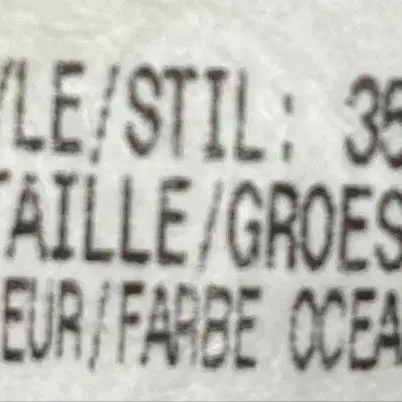 YLE/STIL: 35
TAILLE/GROES
EUR/FARBE OCEA